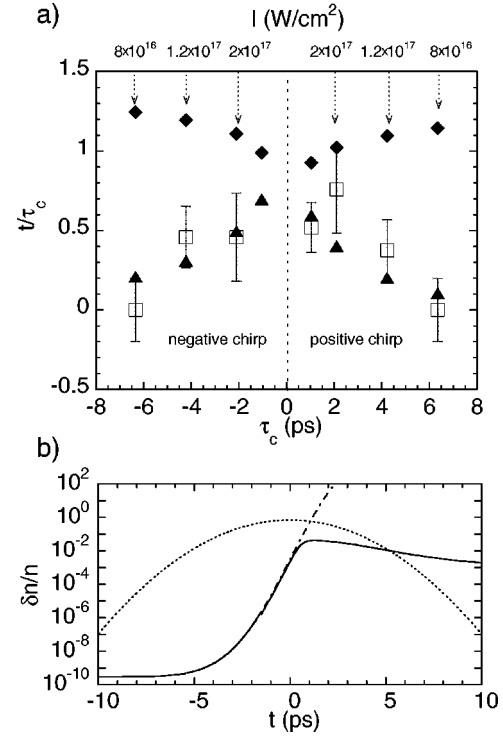 a)
I (W/cm²)
8x10¹⁶ 1.2x10¹⁷ 2x10¹⁷ 2x10¹⁷ 1.2x10¹⁷ 8x10¹⁶
1.5
1
0.5
0
-0.5
t/τc
negative chirp positive chirp
-8 -6 -4 -2 0 2 4 6 8
τc (ps)
b)
10²
10⁰
10⁻²
10⁻⁴
10⁻⁶
10⁻⁸
10⁻¹⁰
δn/n
-10 -5 0 5 10
t (ps)